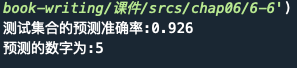 book-writing/课件/srcs/chap06/6-6')
测试集合的预测准确率:0.926
预测的数字为:5